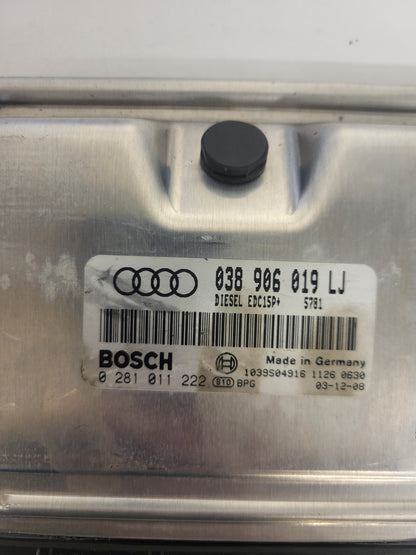 038 906 019 LJ
DIESEL EDC15P+ 5781
BOSCH
Made in Germany
1039S04916 1126 0630
0 281 011 222 810 BPG
03-12-08